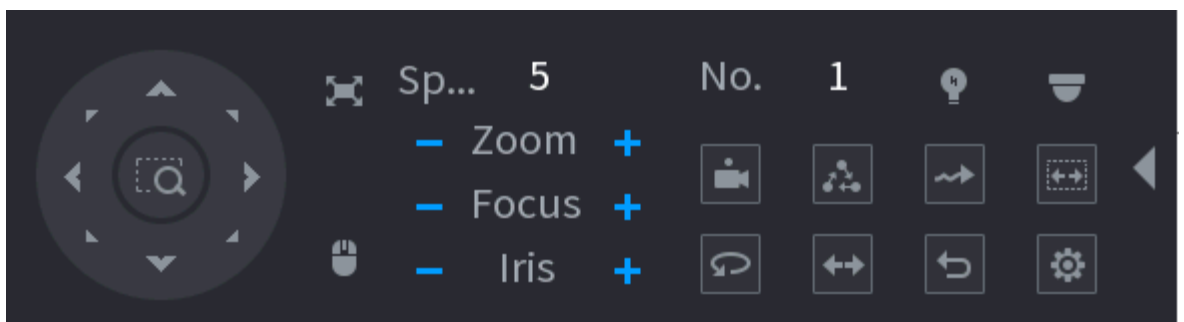 Sp... 5 No. 1
− Zoom +
− Focus +
− Iris +